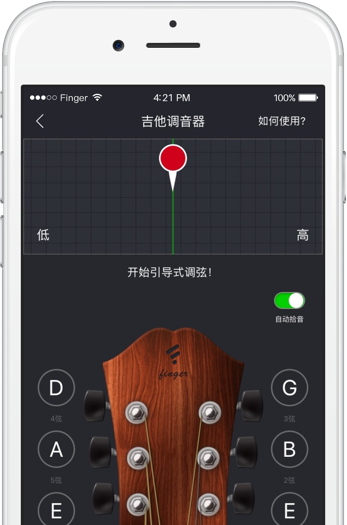 Finger
4:21 PM
100%
吉他调音器
如何使用?
低
高
开始引导式调弦!
自动拾音
finger
D
G
4弦
3弦
A
B
5弦
2弦
E
E